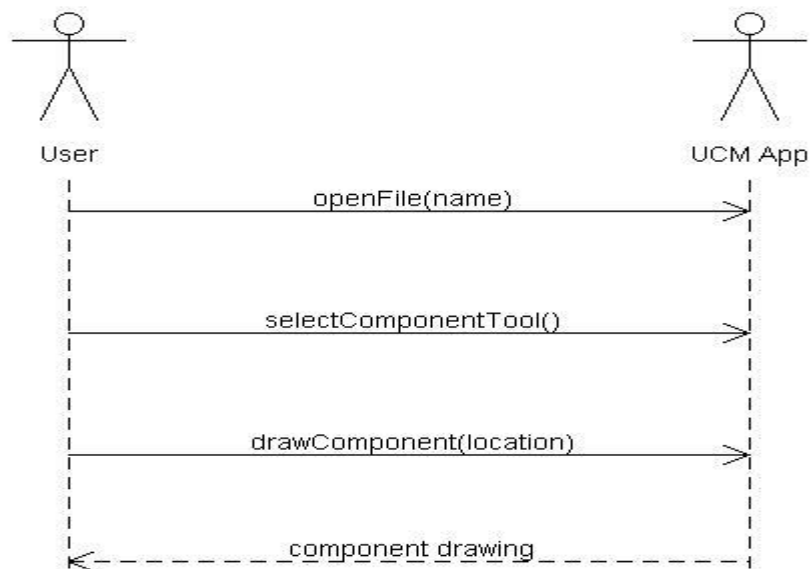 User
UCM App
openFile(name)
selectComponentTool()
drawComponent(location)
component drawing